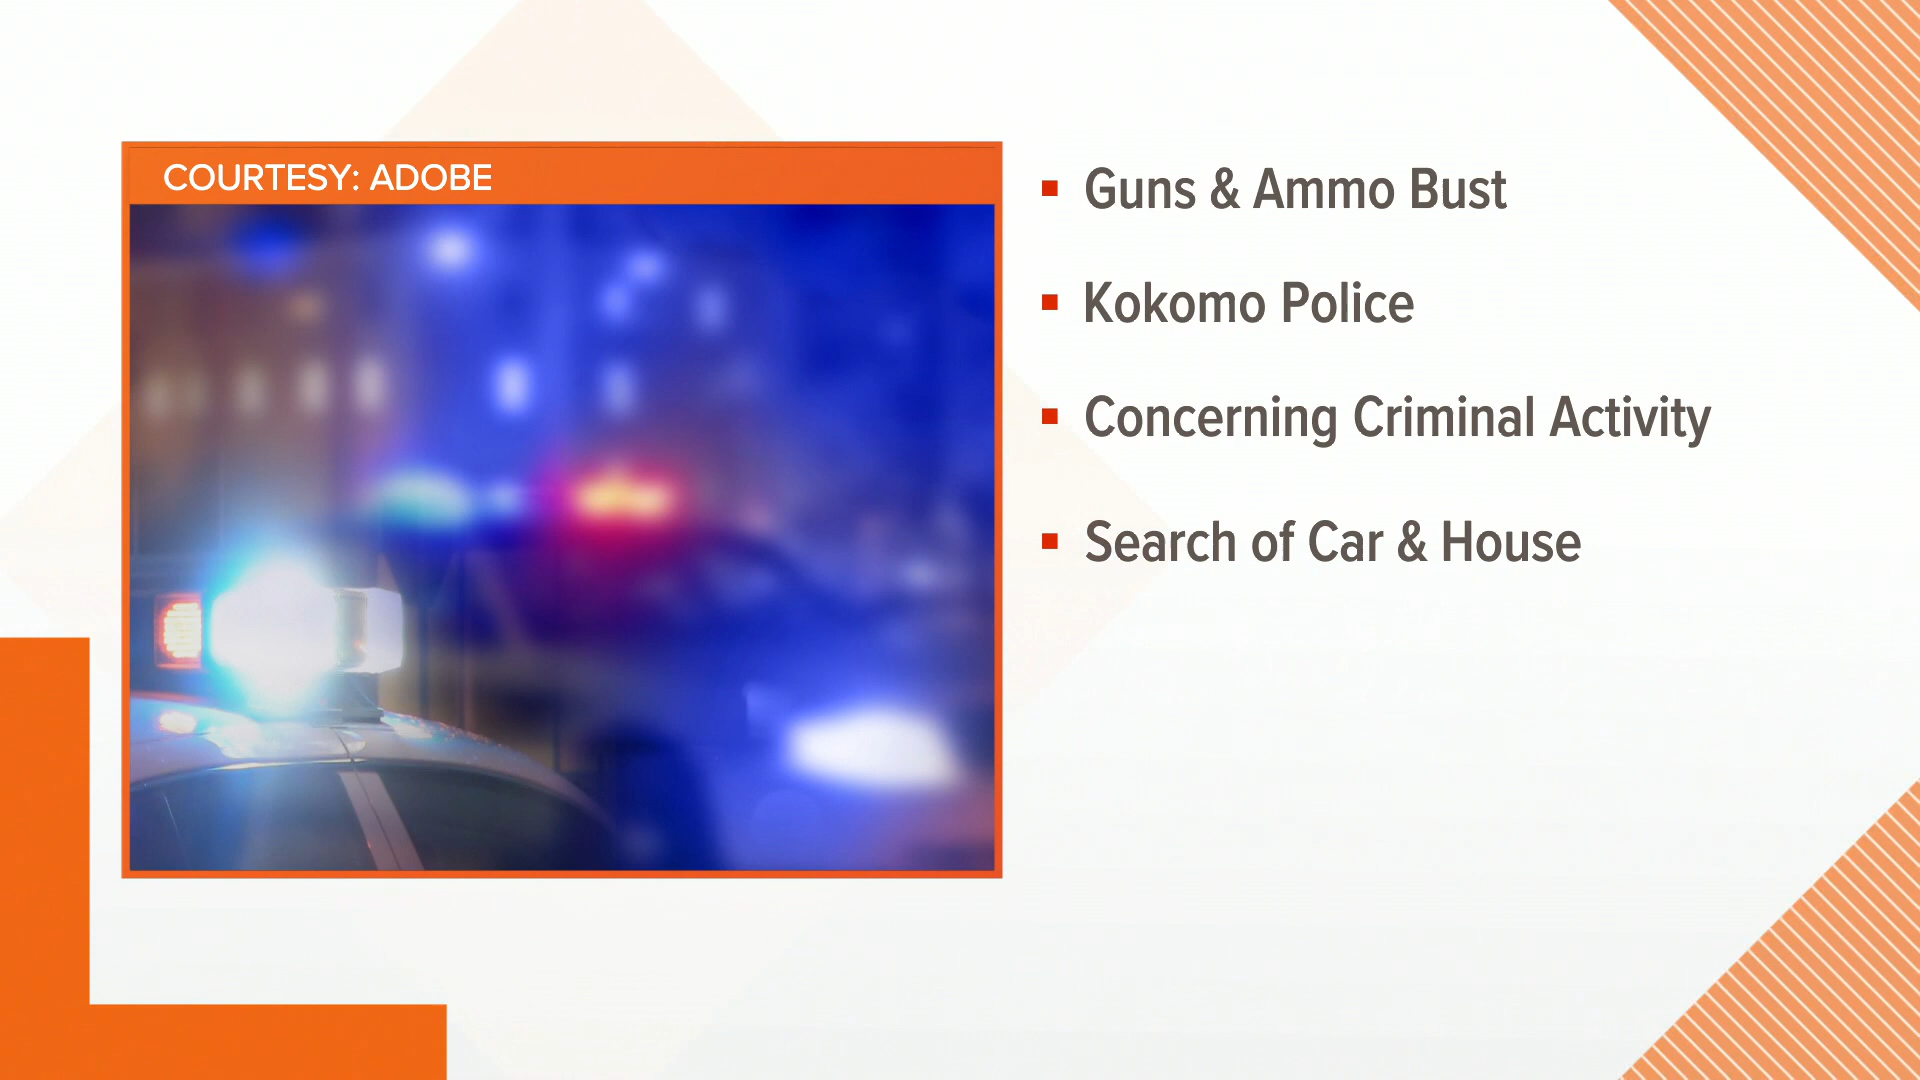 COURTESY: ADOBE
Guns & Ammo Bust
Kokomo Police
Concerning Criminal Activity
Search of Car & House